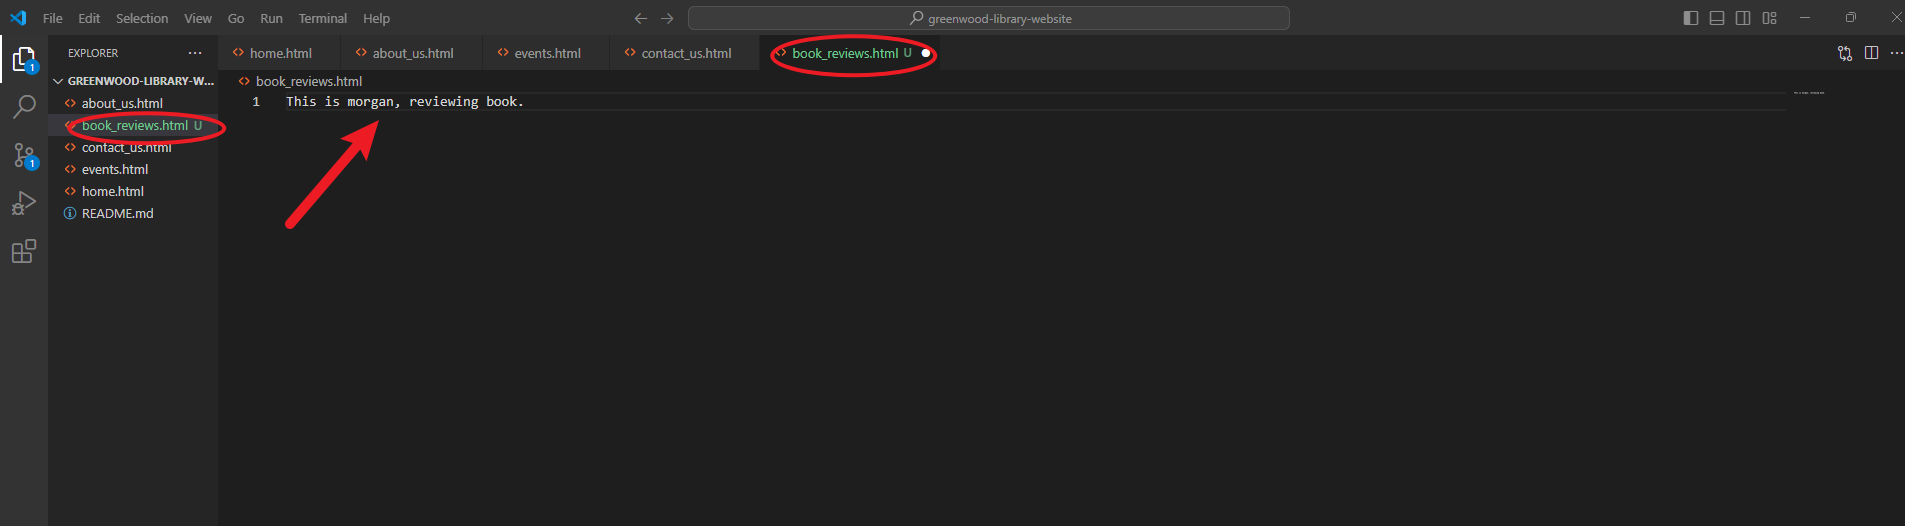 File Edit Selection View Go Run Terminal Help
greenwood-library-website
EXPLORER
home.html
about_us.html
events.html
contact_us.html
book_reviews.html U
GREENWOOD-LIBRARY-W...
about_us.html
book_reviews.html U
contact_us.html
events.html
home.html
README.md
book_reviews.html
1 This is morgan, reviewing book.
1
1